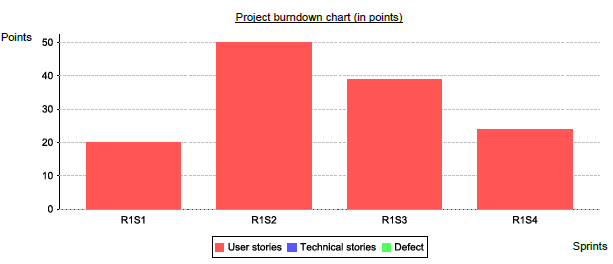 Project burndown chart (in points)
Points
50
40
30
20
10
0
R1S1 R1S2 R1S3 R1S4
Sprints
User stories Technical stories Defect